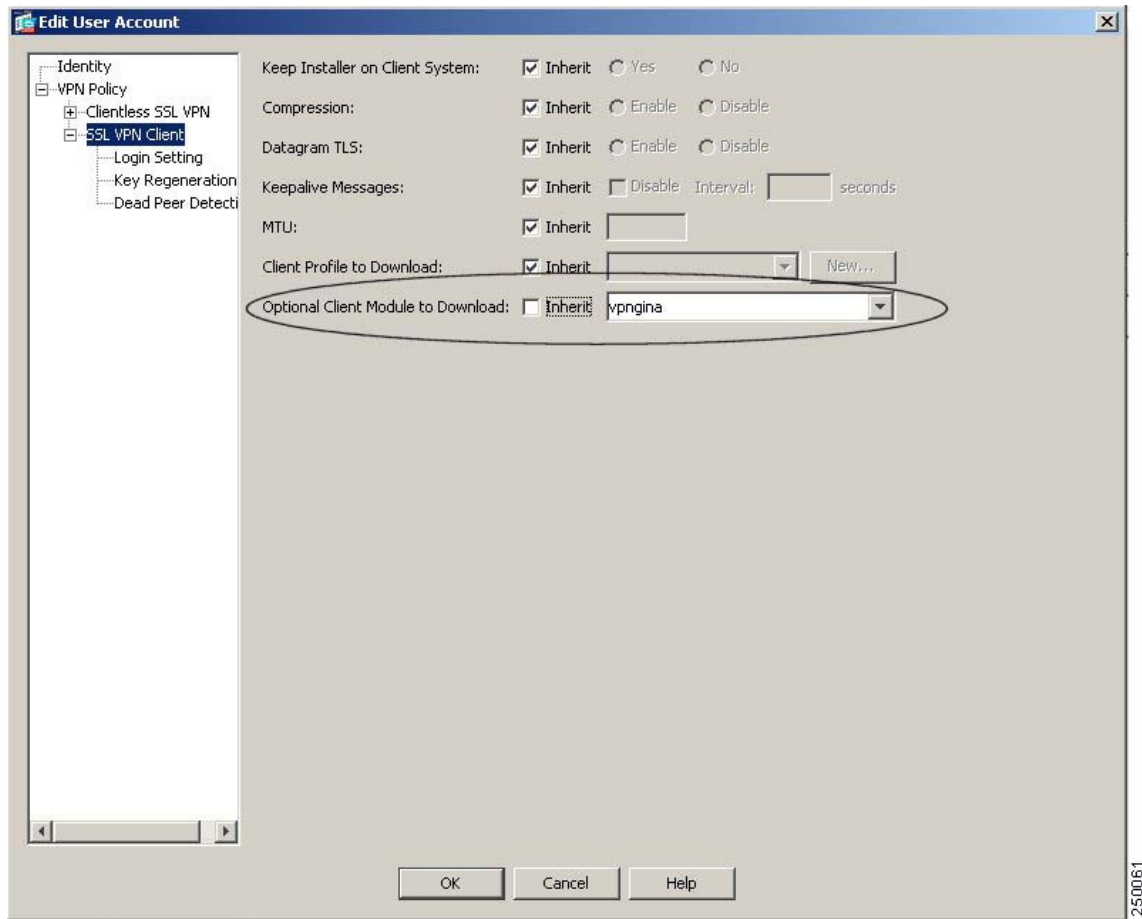 Edit User Account
Identity
VPN Policy
Clientless SSL VPN
SSL VPN Client
Login Setting
Key Regeneration
Dead Peer Detecti
Keep Installer on Client System: Inherit Yes No
Compression: Inherit Enable Disable
Datagram TLS: Inherit Enable Disable
Keepalive Messages: Inherit Disable Interval: seconds
MTU: Inherit
Client Profile to Download: Inherit New...
Optional Client Module to Download: Inherit vpngina
OK Cancel Help
250061